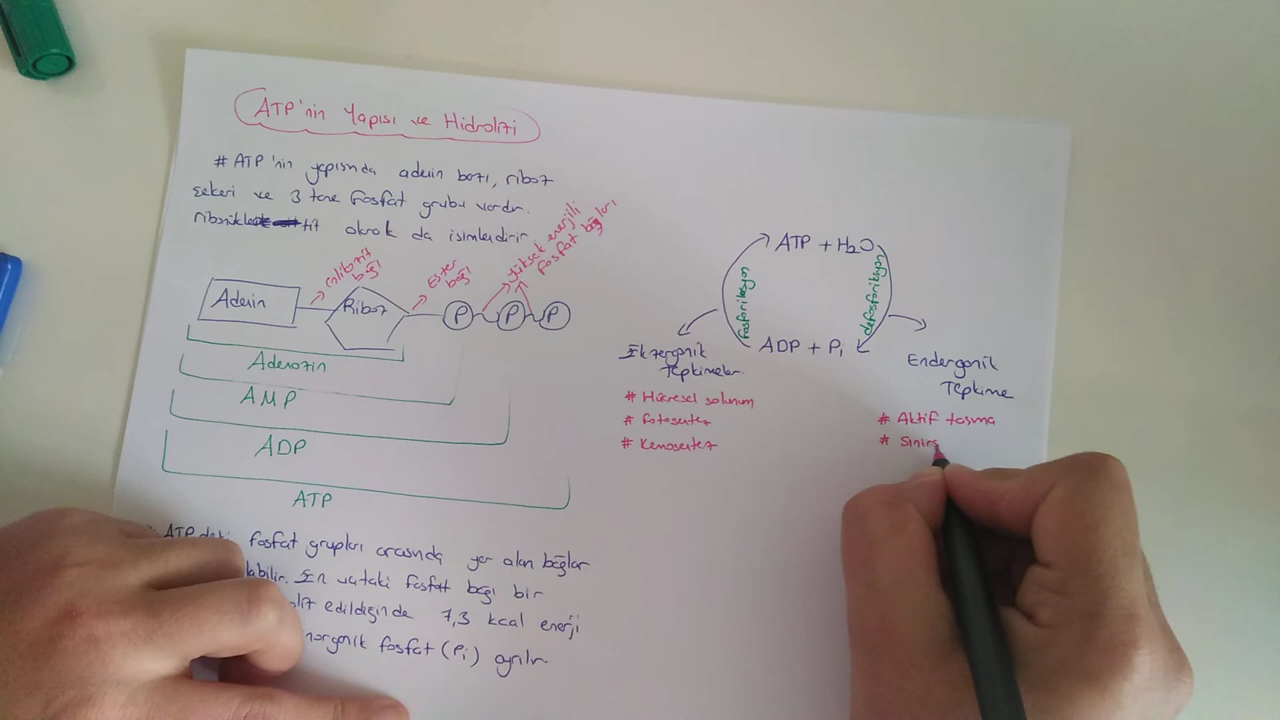 ATP'nin Yapısı ve Hidrolizi
# ATP'nin yapısında adenin bazı, riboz
şekeri ve 3 tane fosfat grubu vardır.
olarak da isimlendirilir.
glikozit
bağı
Ester
bağı
yüksek enerjili
fosfat bağları
Adenin
Riboz
P
P
P
Adenozin
AMP
ADP
ATP
ATP'deki fosfat grupları arasında yer alan bağlar
En uçtaki fosfat bağı bir
edildiğinde 7,3 kcal enerji
fosfat (Pi) ayrılır.
ATP + H2O
fosforilasyon
defosforilasyon
ADP + Pi
Ekzergonik
Tepkimeler
# Hücresel solunum
# Fotosentez
# Kemosentez
Endergonik
Tepkime
# Aktif taşıma
# Sinirs